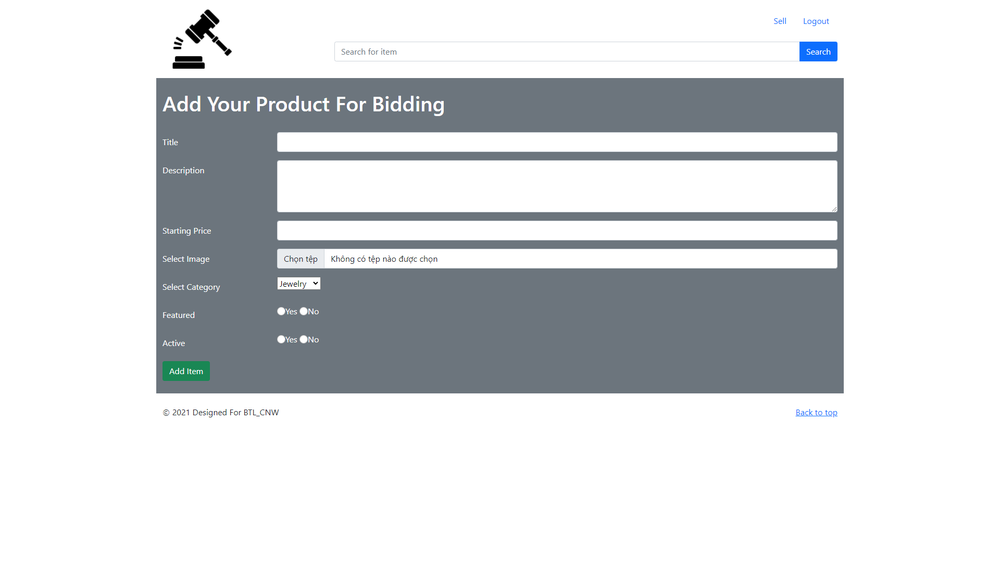 Sell Logout
Search for item Search
Add Your Product For Bidding
Title
Description
Starting Price
Select Image Chọn tệp Không có tệp nào được chọn
Select Category Jewelry
Featured Yes No
Active Yes No
Add Item
© 2021 Designed For BTL_CNW Back to top